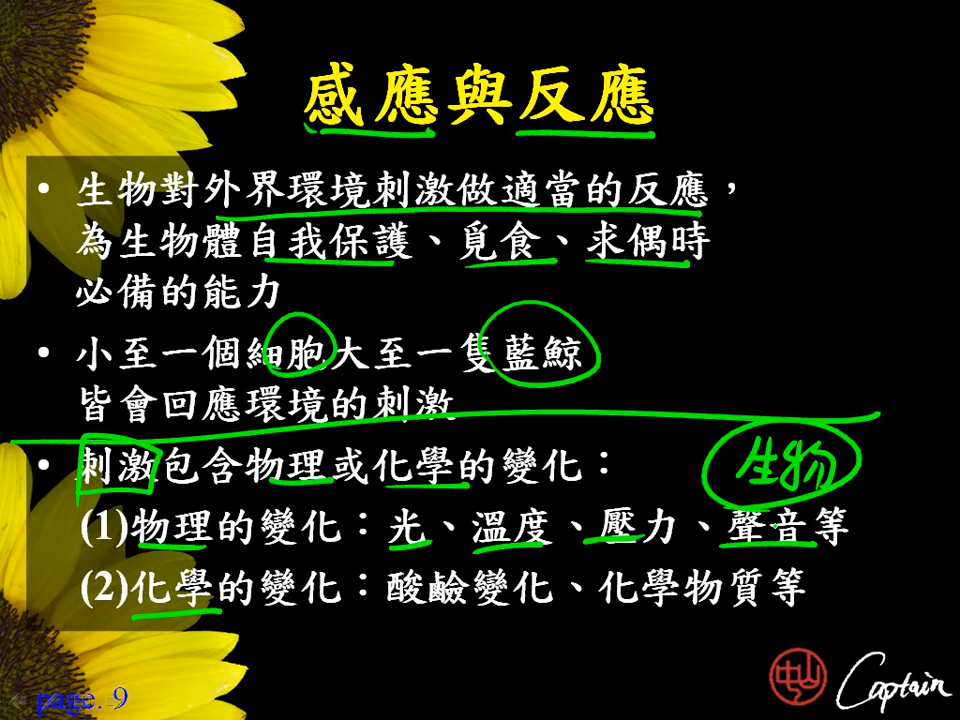 感應與反應
• 生物對外界環境刺激做適當的反應，
為生物體自我保護、覓食、求偶時
必備的能力
• 小至一個細胞大至一隻藍鯨
皆會回應環境的刺激
• 刺激包含物理或化學的變化：
生物
(1)物理的變化：光、溫度、壓力、聲音等
(2)化學的變化：酸鹼變化、化學物質等
page. 9
Captain